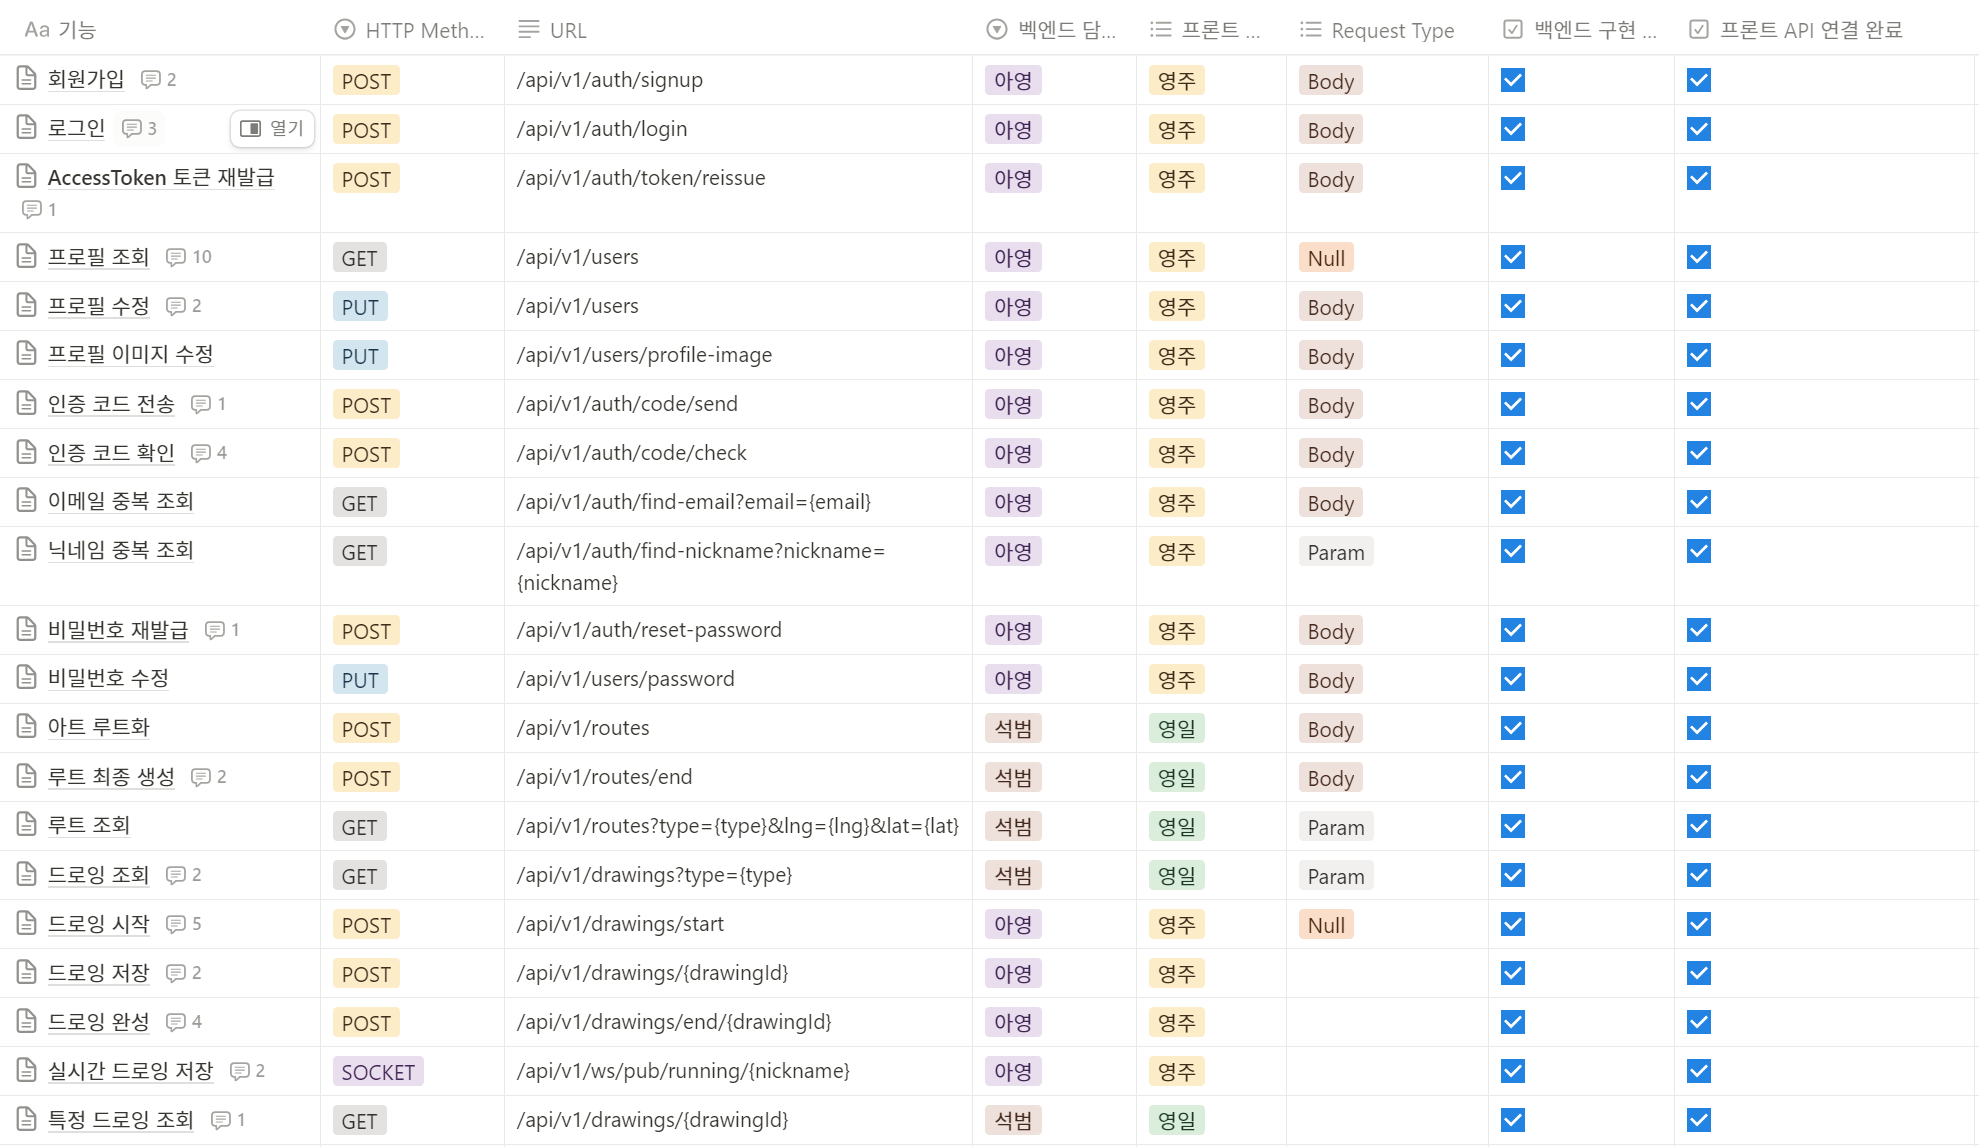 Aa 기능 HTTP Meth... URL 벡엔드 담... 프론트 ... Request Type 백엔드 구현 ... 프론트 API 연결 완료
회원가입 2 POST /api/v1/auth/signup 아영 영주 Body
로그인 3 열기 POST /api/v1/auth/login 아영 영주 Body
AccessToken 토큰 재발급 POST /api/v1/auth/token/reissue 아영 영주 Body
1
프로필 조회 10 GET /api/v1/users 아영 영주 Null
프로필 수정 2 PUT /api/v1/users 아영 영주 Body
프로필 이미지 수정 PUT /api/v1/users/profile-image 아영 영주 Body
인증 코드 전송 1 POST /api/v1/auth/code/send 아영 영주 Body
인증 코드 확인 4 POST /api/v1/auth/code/check 아영 영주 Body
이메일 중복 조회 GET /api/v1/auth/find-email?email={email} 아영 영주 Body
닉네임 중복 조회 GET /api/v1/auth/find-nickname?nickname= 아영 영주 Param
{nickname}
비밀번호 재발급 1 POST /api/v1/auth/reset-password 아영 영주 Body
비밀번호 수정 PUT /api/v1/users/password 아영 영주 Body
아트 루트화 POST /api/v1/routes 석범 영일 Body
루트 최종 생성 2 POST /api/v1/routes/end 석범 영일 Body
루트 조회 GET /api/v1/routes?type={type}&lng={lng}&lat={lat} 석범 영일 Param
드로잉 조회 2 GET /api/v1/drawings?type={type} 석범 영일 Param
드로잉 시작 5 POST /api/v1/drawings/start 아영 영주 Null
드로잉 저장 2 POST /api/v1/drawings/{drawingId} 아영 영주
드로잉 완성 4 POST /api/v1/drawings/end/{drawingId} 아영 영주
실시간 드로잉 저장 2 SOCKET /api/v1/ws/pub/running/{nickname} 아영 영주
특정 드로잉 조회 1 GET /api/v1/drawings/{drawingId} 석범 영일